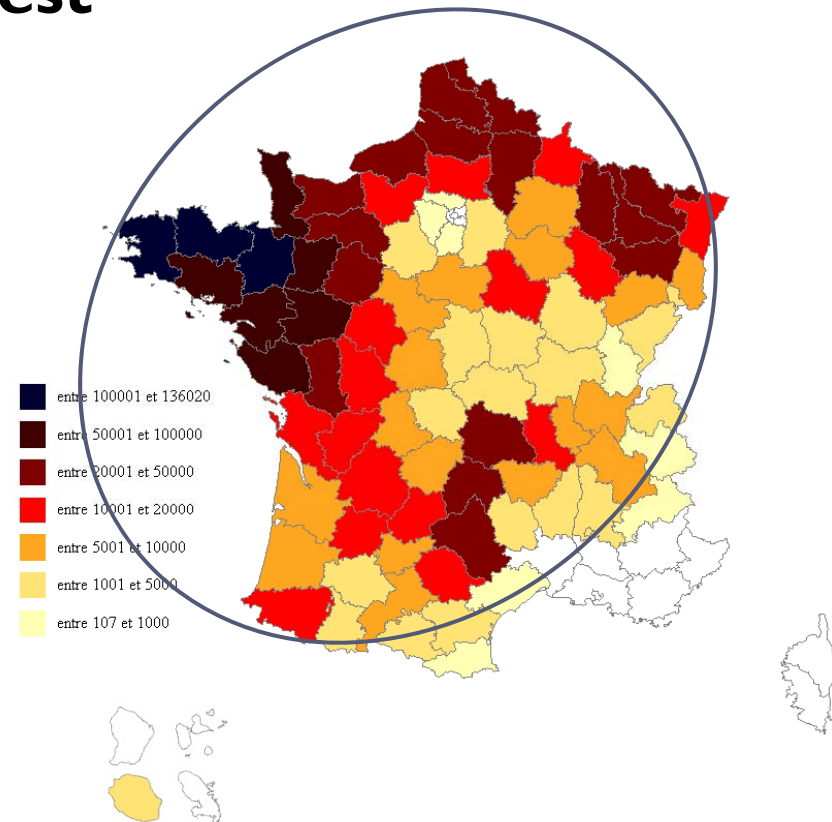 est
entre 100001 et 136020
entre 50001 et 100000
entre 20001 et 50000
entre 10001 et 20000
entre 5001 et 10000
entre 1001 et 5000
entre 107 et 1000